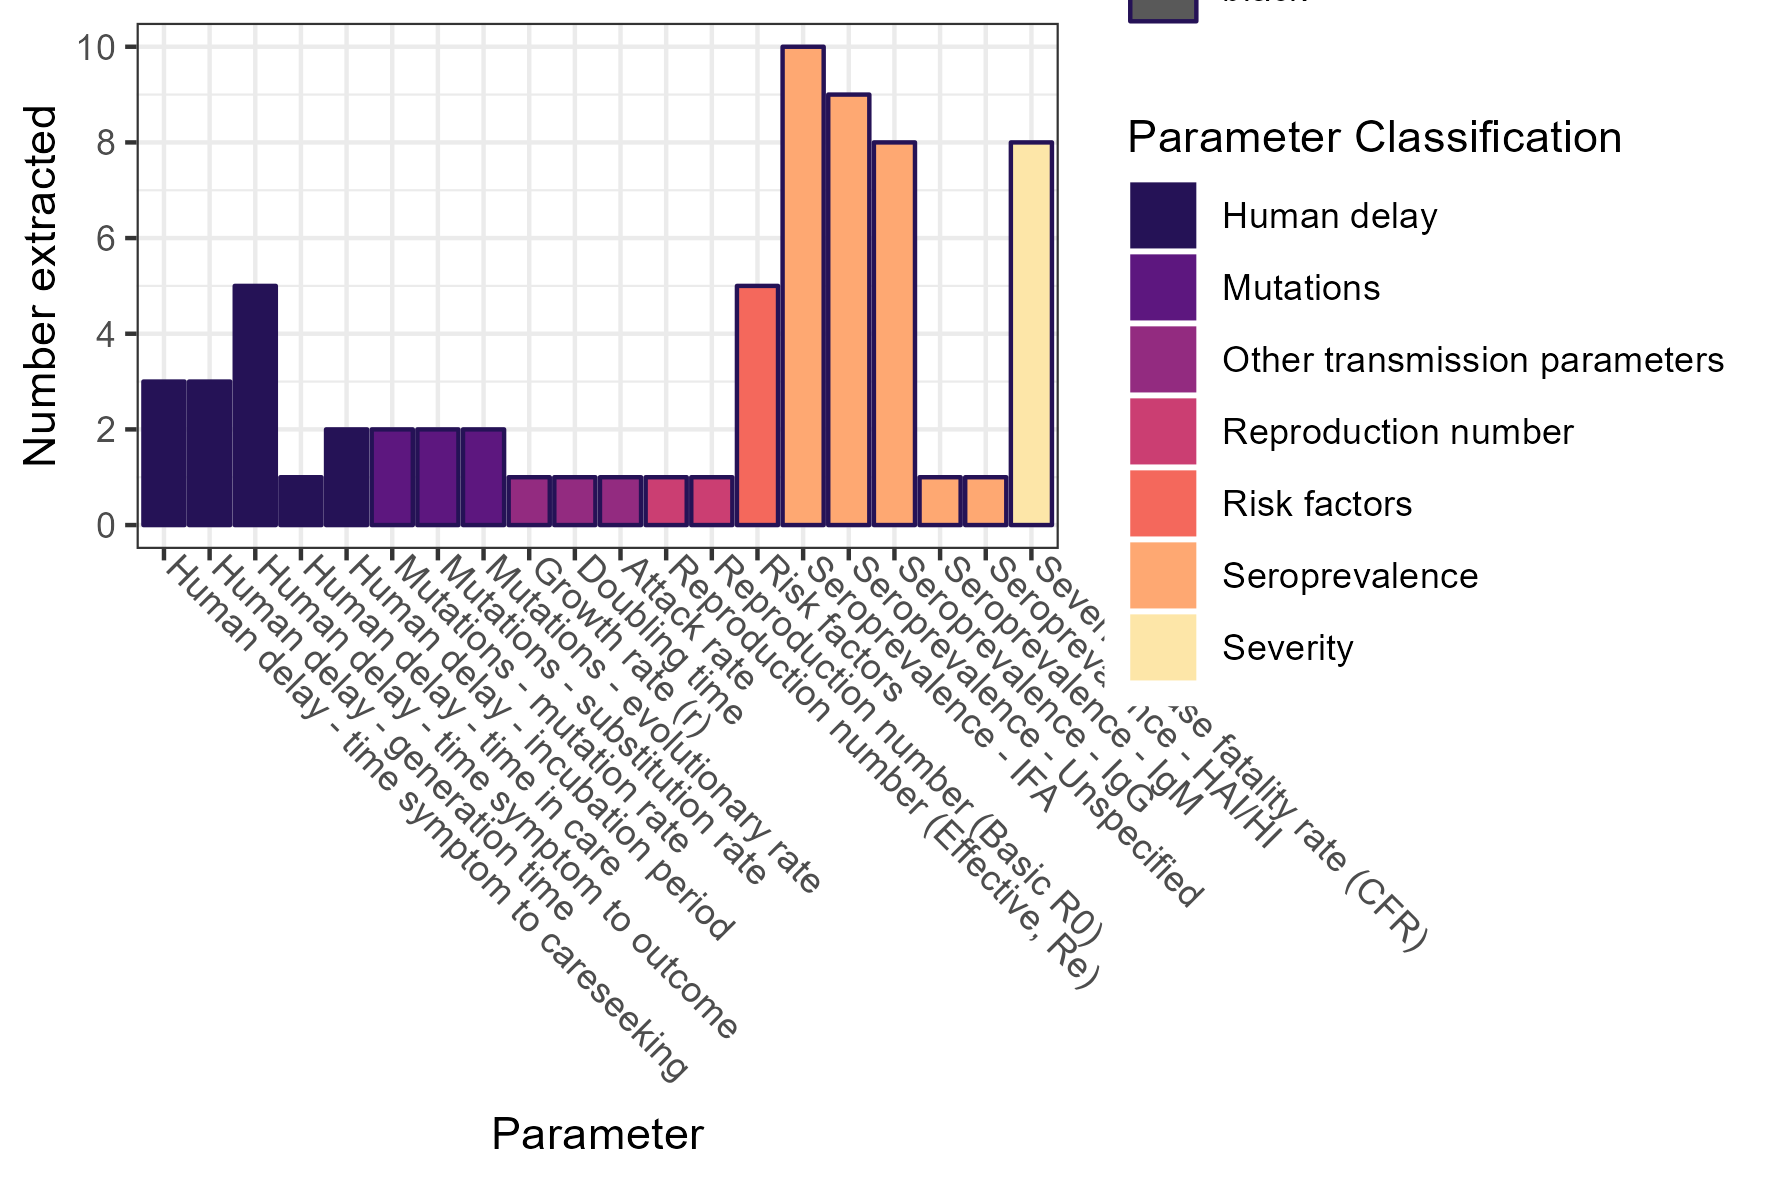 10
8
6
4
2
0
Number extracted
Human delay - time symptom to careseeking
Human delay - generation time
Human delay - time symptom to outcome
Human delay - time in care
Human delay - incubation period
Mutations - mutation rate
Mutations - substitution rate
Mutations - evolutionary rate
Growth rate (r)
Doubling time
Attack rate
Reproduction number (Effective, Re)
Reproduction number (Basic R0)
Risk factors
Seroprevalence - IFA
Seroprevalence - Unspecified
Seroprevalence - IgG
Seroprevalence - IgM
Seroprevalence - HAI/HI
fatality rate (CFR)
Parameter
Parameter Classification
Human delay
Mutations
Other transmission parameters
Reproduction number
Risk factors
Seroprevalence
Severity